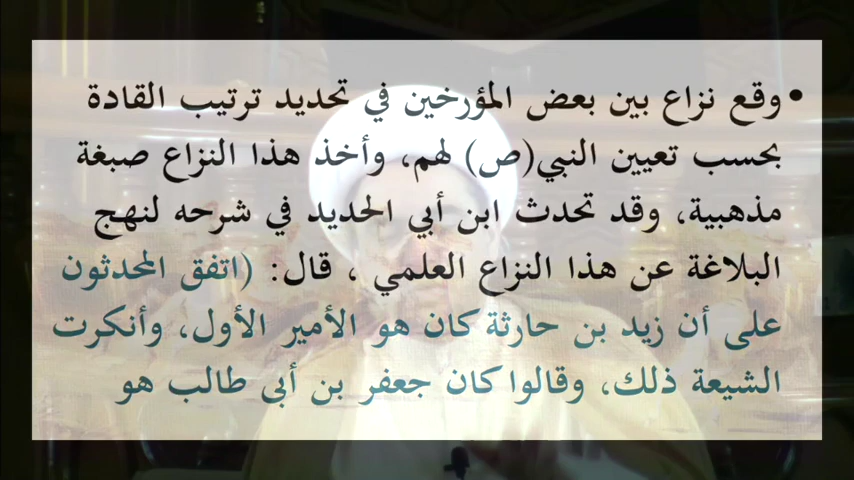 •وقع نزاع بين بعض المؤرخين في تحديد ترتيب القادة
بحسب تعيين النبي(ص) لهم، وأخذ هذا النزاع صبغة
مذهبية، وقد تحدث ابن أبي الحديد في شرحه لنهج
البلاغة عن هذا النزاع العلمي ، قال: (اتفق المحدثون
على أن زيد بن حارثة كان هو الأمير الأول، وأنكرت
الشيعة ذلك، وقالوا كان جعفر بن أبى طالب هو